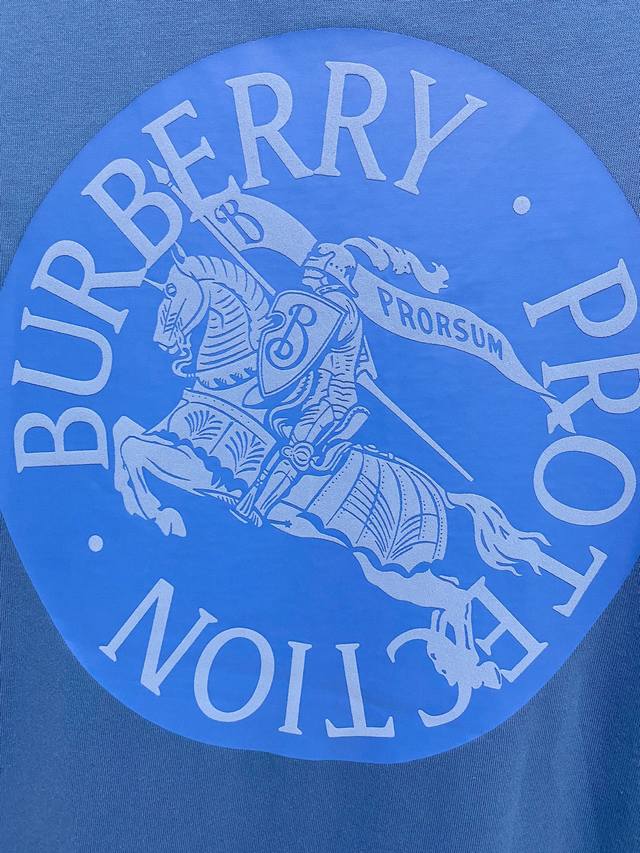 BURBERRY · PROTECTION ·
B
PRORSUM
B